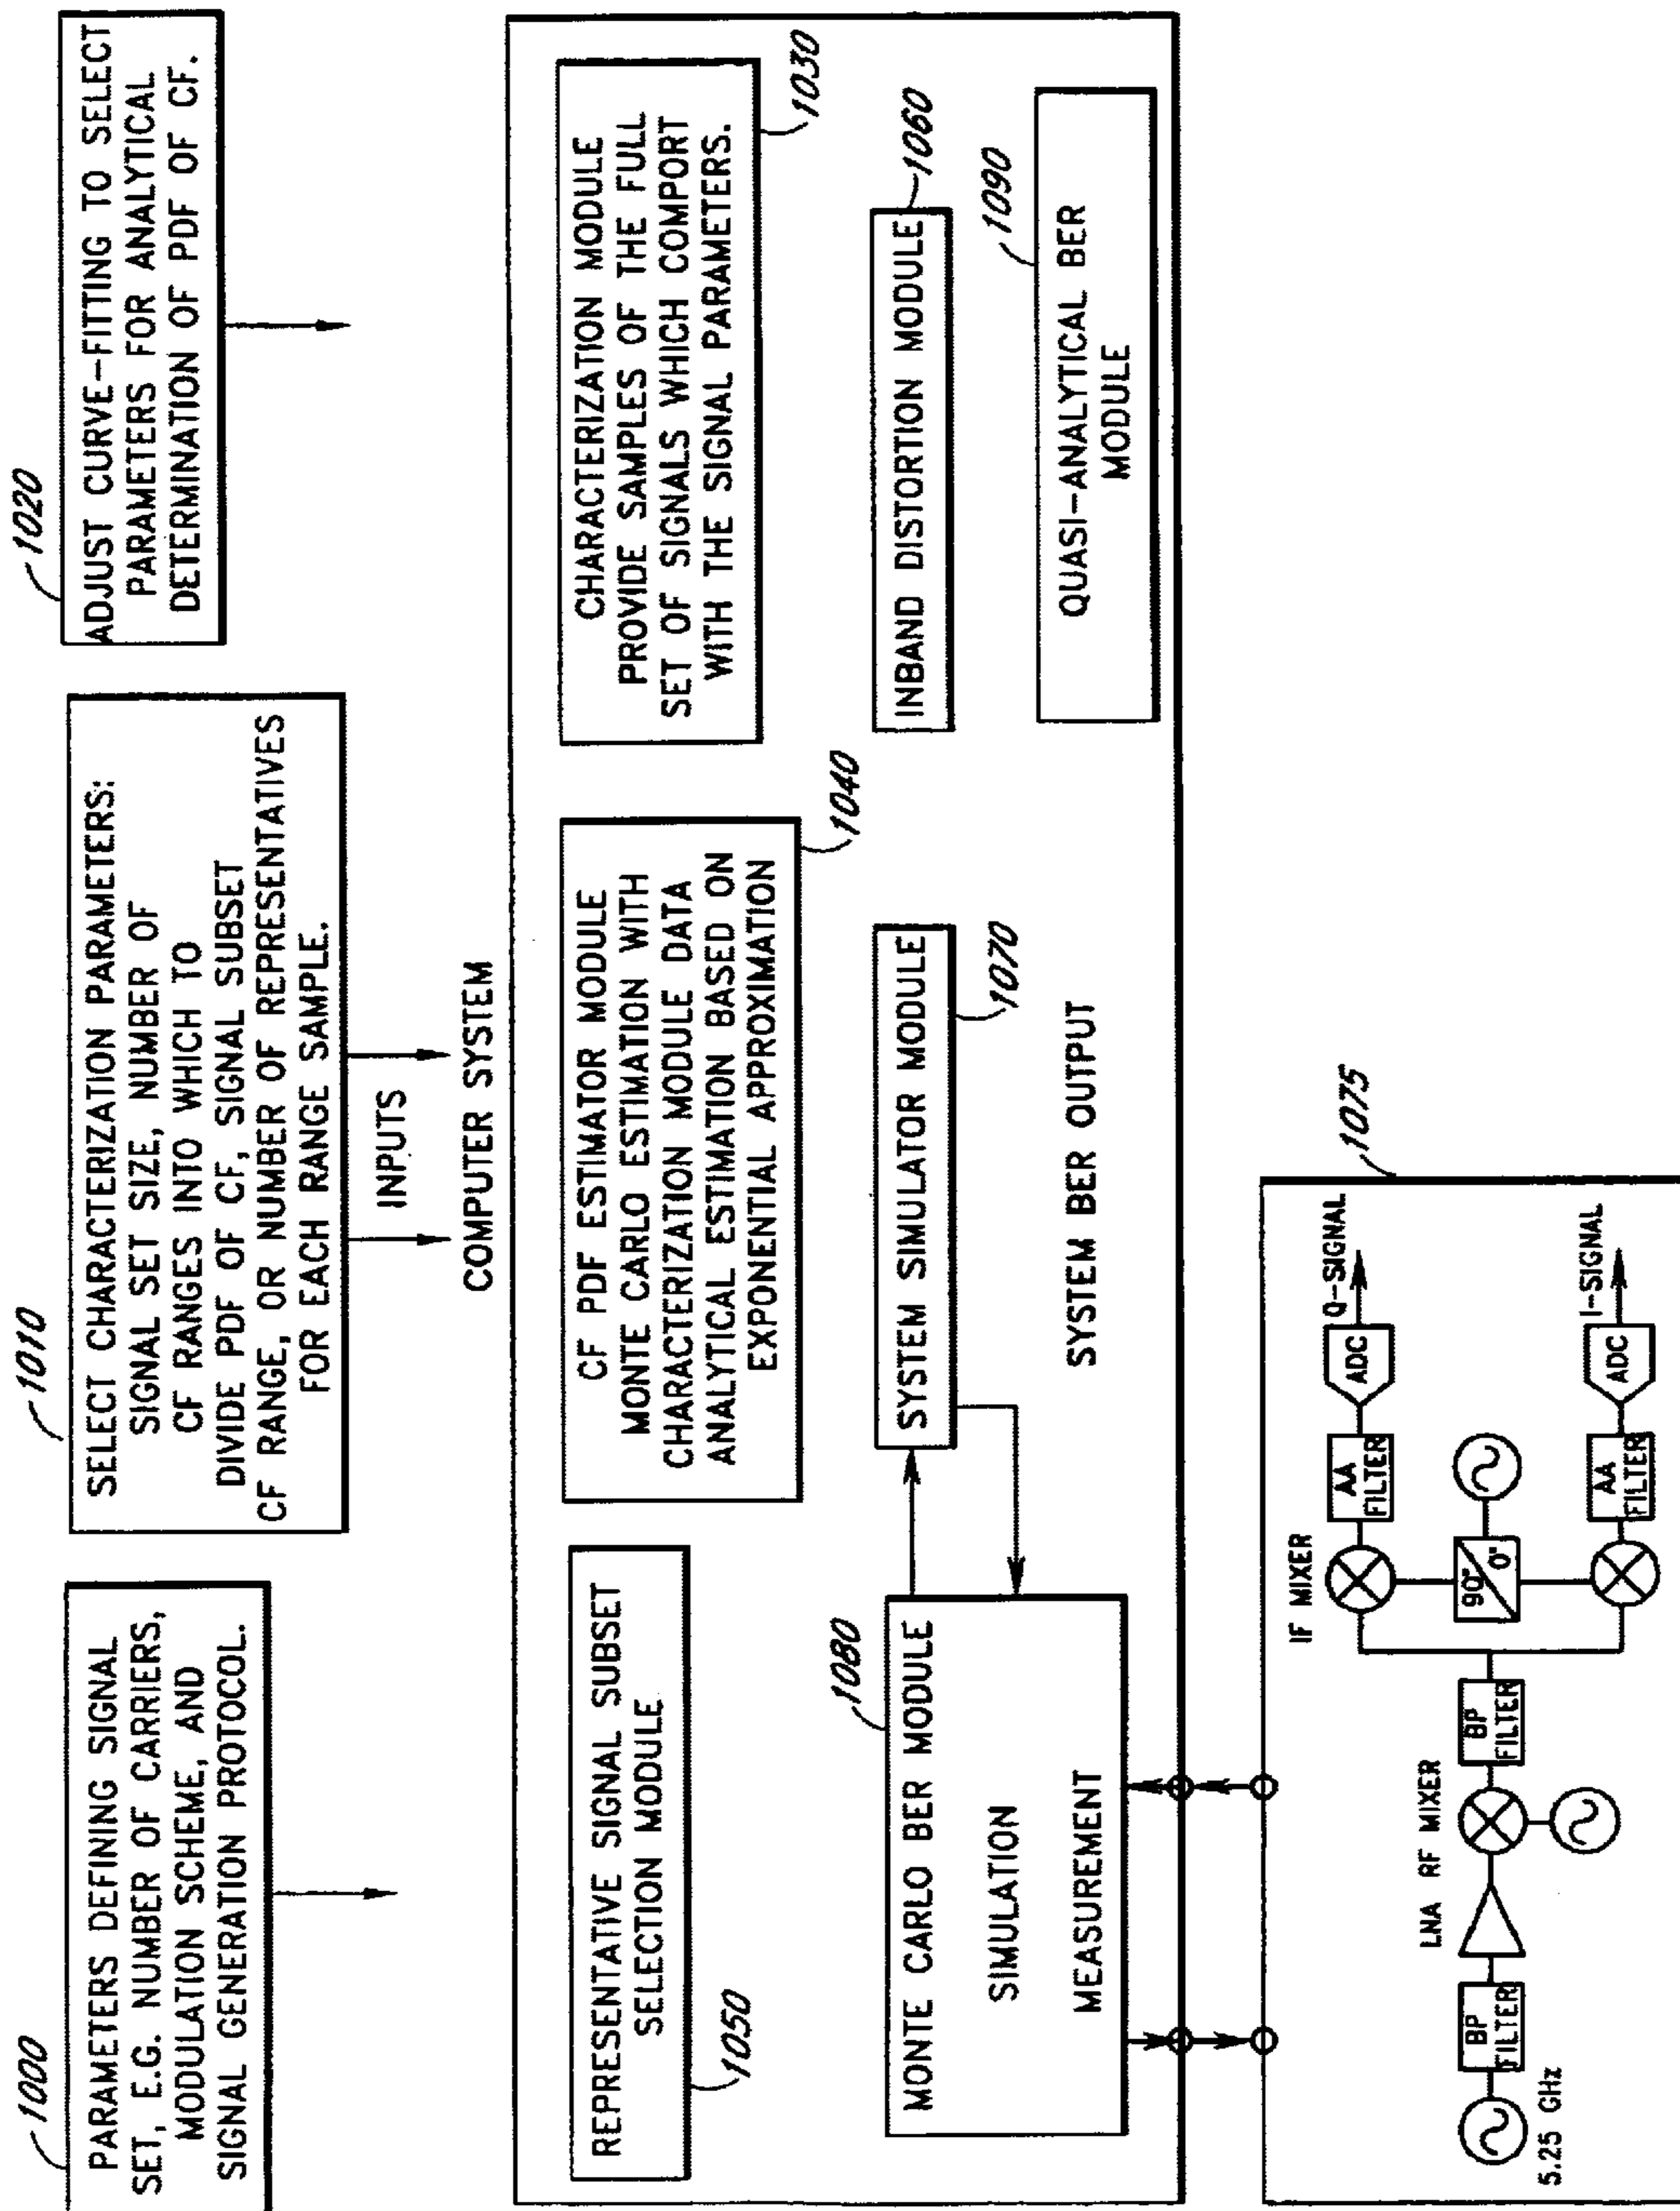 1000
PARAMETERS DEFINING SIGNAL
SET, E.G. NUMBER OF CARRIERS,
MODULATION SCHEME, AND
SIGNAL GENERATION PROTOCOL.
1010
SELECT CHARACTERIZATION PARAMETERS:
SIGNAL SET SIZE, NUMBER OF
CF RANGES INTO WHICH TO
DIVIDE PDF OF CF, SIGNAL SUBSET
CF RANGE, OR NUMBER OF REPRESENTATIVES
FOR EACH RANGE SAMPLE.
1020
ADJUST CURVE-FITTING TO SELECT
PARAMETERS FOR ANALYTICAL
DETERMINATION OF PDF OF CF.
INPUTS
COMPUTER SYSTEM
REPRESENTATIVE SIGNAL SUBSET
SELECTION MODULE
1050
CF PDF ESTIMATOR MODULE
MONTE CARLO ESTIMATION WITH
CHARACTERIZATION MODULE DATA
ANALYTICAL ESTIMATION BASED ON
EXPONENTIAL APPROXIMATION
1040
CHARACTERIZATION MODULE
PROVIDE SAMPLES OF THE FULL
SET OF SIGNALS WHICH COMPORT
WITH THE SIGNAL PARAMETERS.
1030
1080
MONTE CARLO BER MODULE
SIMULATION
MEASUREMENT
SYSTEM SIMULATOR MODULE
1070
INBAND DISTORTION MODULE
1060
SYSTEM BER OUTPUT
QUASI-ANALYTICAL BER
MODULE
1090
1075
5.25 GHz
BP
FILTER
LNA RF MIXER
BP
FILTER
IF MIXER
90°
0°
AA
FILTER
ADC
Q-SIGNAL
AA
FILTER
ADC
I-SIGNAL